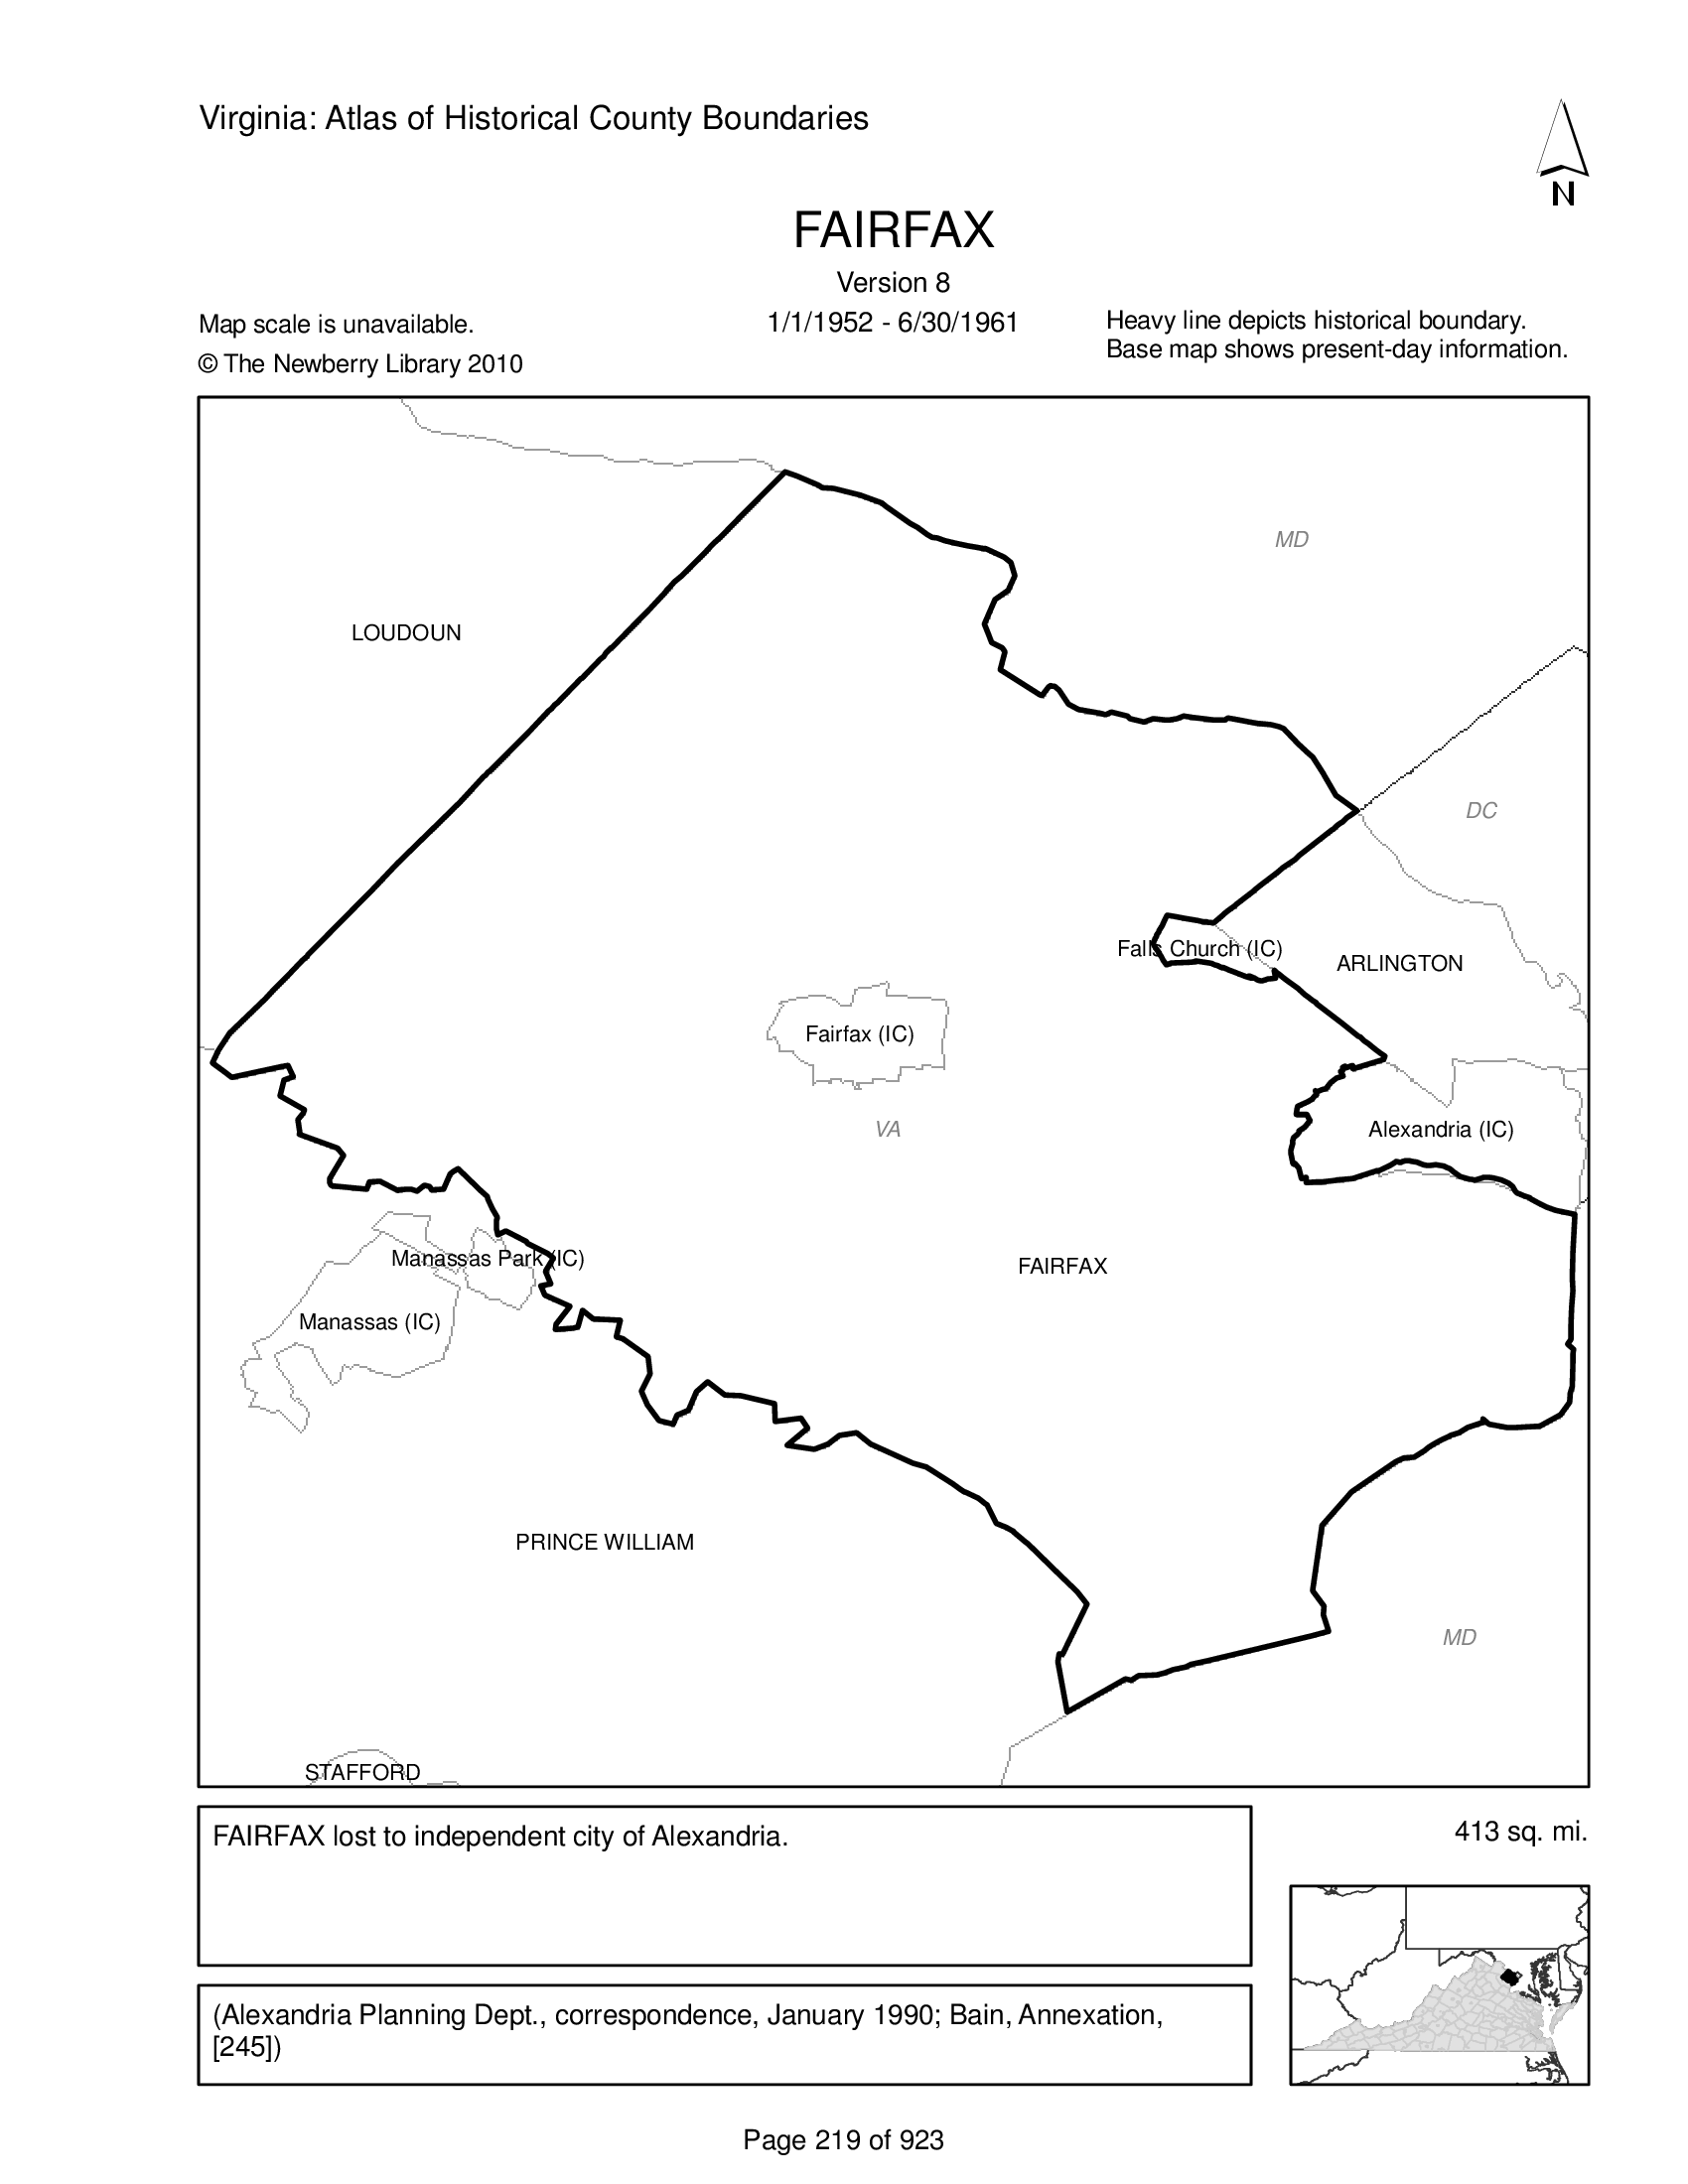 Virginia: Atlas of Historical County Boundaries
N
FAIRFAX
Version 8
1/1/1952 - 6/30/1961
Map scale is unavailable.
© The Newberry Library 2010
Heavy line depicts historical boundary.
Base map shows present-day information.
MD
LOUDOUN
DC
Falls Church (IC)
ARLINGTON
Fairfax (IC)
VA
Alexandria (IC)
Manassas Park (IC)
FAIRFAX
Manassas (IC)
PRINCE WILLIAM
MD
STAFFORD
FAIRFAX lost to independent city of Alexandria.
413 sq. mi.
(Alexandria Planning Dept., correspondence, January 1990; Bain, Annexation,
[245])
Page 219 of 923